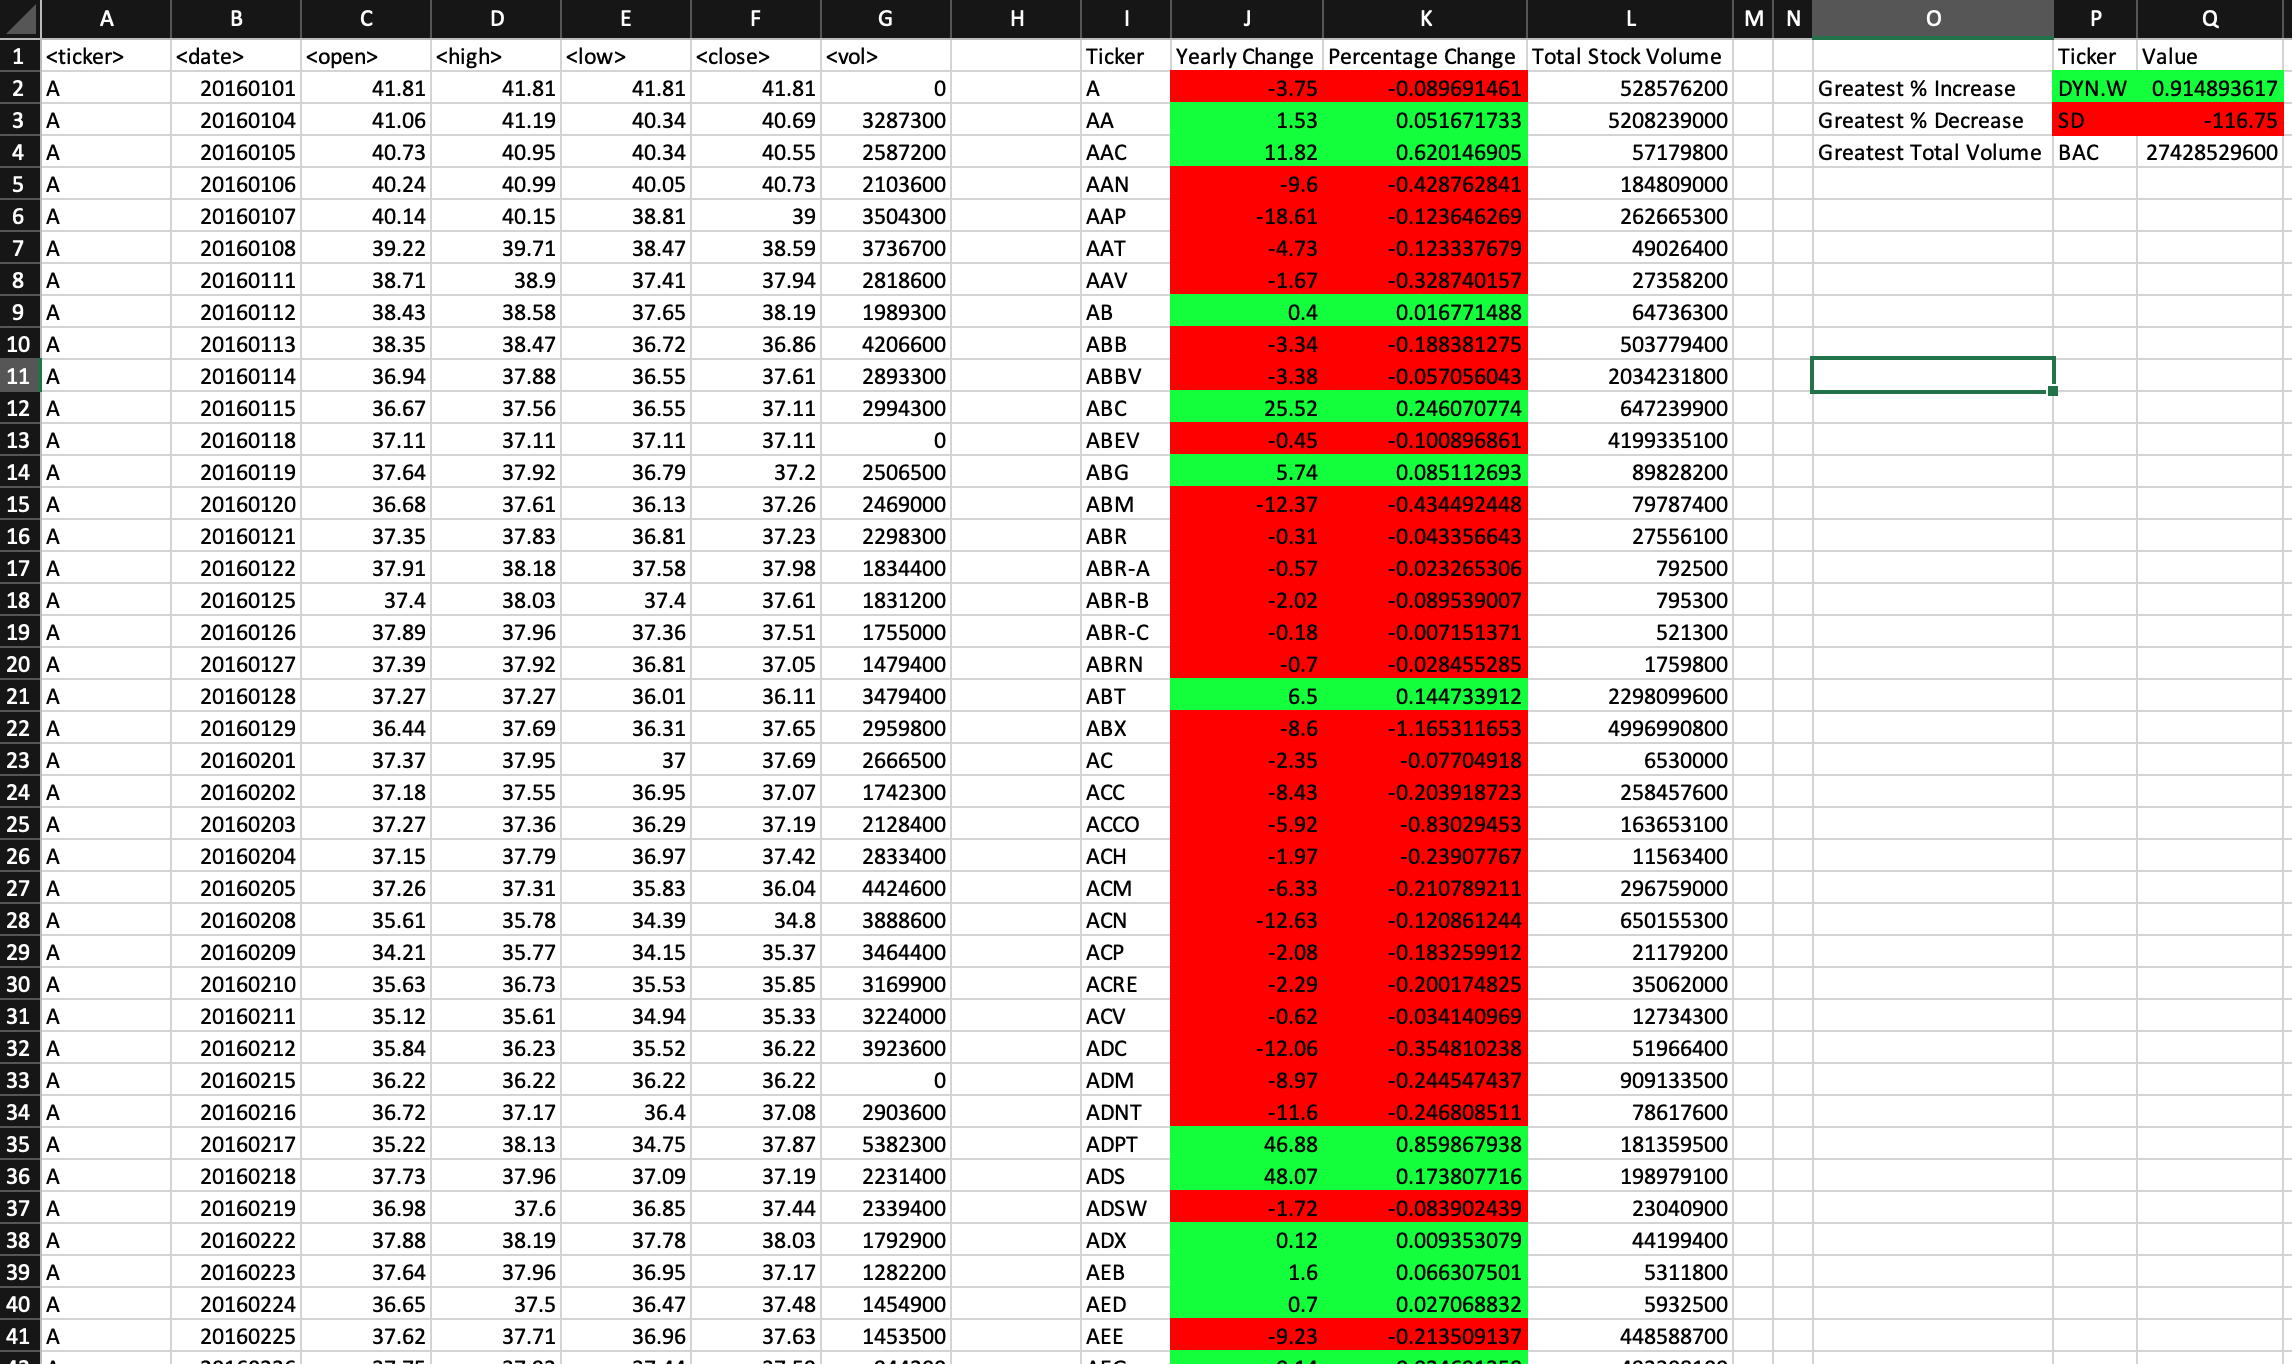 A B C D E F G H I J K L M N O P Q
1 <ticker> <date> <open> <high> <low> <close> <vol> Ticker Yearly Change Percentage Change Total Stock Volume Ticker Value
2 A 20160101 41.81 41.81 41.81 41.81 0 A -3.75 -0.089691461 528576200 Greatest % Increase DYN.W 0.914893617
3 A 20160104 41.06 41.19 40.34 40.69 3287300 AA 1.53 0.051671733 5208239000 Greatest % Decrease SD -116.75
4 A 20160105 40.73 40.95 40.34 40.55 2587200 AAC 11.82 0.620146905 57179800 Greatest Total Volume BAC 27428529600
5 A 20160106 40.24 40.99 40.05 40.73 2103600 AAN -9.6 -0.428762841 184809000
6 A 20160107 40.14 40.15 38.81 39 3504300 AAP -18.61 -0.123646269 262665300
7 A 20160108 39.22 39.71 38.47 38.59 3736700 AAT -4.73 -0.123337679 49026400
8 A 20160111 38.71 38.9 37.41 37.94 2818600 AAV -1.67 -0.328740157 27358200
9 A 20160112 38.43 38.58 37.65 38.19 1989300 AB 0.4 0.016771488 64736300
10 A 20160113 38.35 38.47 36.72 36.86 4206600 ABB -3.34 -0.188381275 503779400
11 A 20160114 36.94 37.88 36.55 37.61 2893300 ABBV -3.38 -0.057056043 2034231800
12 A 20160115 36.67 37.56 36.55 37.11 2994300 ABC 25.52 0.246070774 647239900
13 A 20160118 37.11 37.11 37.11 37.11 0 ABEV -0.45 -0.100896861 4199335100
14 A 20160119 37.64 37.92 36.79 37.2 2506500 ABG 5.74 0.085112693 89828200
15 A 20160120 36.68 37.61 36.13 37.26 2469000 ABM -12.37 -0.434492448 79787400
16 A 20160121 37.35 37.83 36.81 37.23 2298300 ABR -0.31 -0.043356643 27556100
17 A 20160122 37.91 38.18 37.58 37.98 1834400 ABR-A -0.57 -0.023265306 792500
18 A 20160125 37.4 38.03 37.4 37.61 1831200 ABR-B -2.02 -0.089539007 795300
19 A 20160126 37.89 37.96 37.36 37.51 1755000 ABR-C -0.18 -0.007151371 521300
20 A 20160127 37.39 37.92 36.81 37.05 1479400 ABRN -0.7 -0.028455285 1759800
21 A 20160128 37.27 37.27 36.01 36.11 3479400 ABT 6.5 0.144733912 2298099600
22 A 20160129 36.44 37.69 36.31 37.65 2959800 ABX -8.6 -1.165311653 4996990800
23 A 20160201 37.37 37.95 37 37.69 2666500 AC -2.35 -0.07704918 6530000
24 A 20160202 37.18 37.55 36.95 37.07 1742300 ACC -8.43 -0.203918723 258457600
25 A 20160203 37.27 37.36 36.29 37.19 2128400 ACCO -5.92 -0.83029453 163653100
26 A 20160204 37.15 37.79 36.97 37.42 2833400 ACH -1.97 -0.23907767 11563400
27 A 20160205 37.26 37.31 35.83 36.04 4424600 ACM -6.33 -0.210789211 296759000
28 A 20160208 35.61 35.78 34.39 34.8 3888600 ACN -12.63 -0.120861244 650155300
29 A 20160209 34.21 35.77 34.15 35.37 3464400 ACP -2.08 -0.183259912 21179200
30 A 20160210 35.63 36.73 35.53 35.85 3169900 ACRE -2.29 -0.200174825 35062000
31 A 20160211 35.12 35.61 34.94 35.33 3224000 ACV -0.62 -0.034140969 12734300
32 A 20160212 35.84 36.23 35.52 36.22 3923600 ADC -12.06 -0.354810238 51966400
33 A 20160215 36.22 36.22 36.22 36.22 0 ADM -8.97 -0.244547437 909133500
34 A 20160216 36.72 37.17 36.4 37.08 2903600 ADNT -11.6 -0.246808511 78617600
35 A 20160217 35.22 38.13 34.75 37.87 5382300 ADPT 46.88 0.859867938 181359500
36 A 20160218 37.73 37.96 37.09 37.19 2231400 ADS 48.07 0.173807716 198979100
37 A 20160219 36.98 37.6 36.85 37.44 2339400 ADSW -1.72 -0.083902439 23040900
38 A 20160222 37.88 38.19 37.78 38.03 1792900 ADX 0.12 0.009353079 44199400
39 A 20160223 37.64 37.96 36.95 37.17 1282200 AEB 1.6 0.066307501 5311800
40 A 20160224 36.65 37.5 36.47 37.48 1454900 AED 0.7 0.027068832 5932500
41 A 20160225 37.62 37.71 36.96 37.63 1453500 AEE -9.23 -0.213509137 448588700